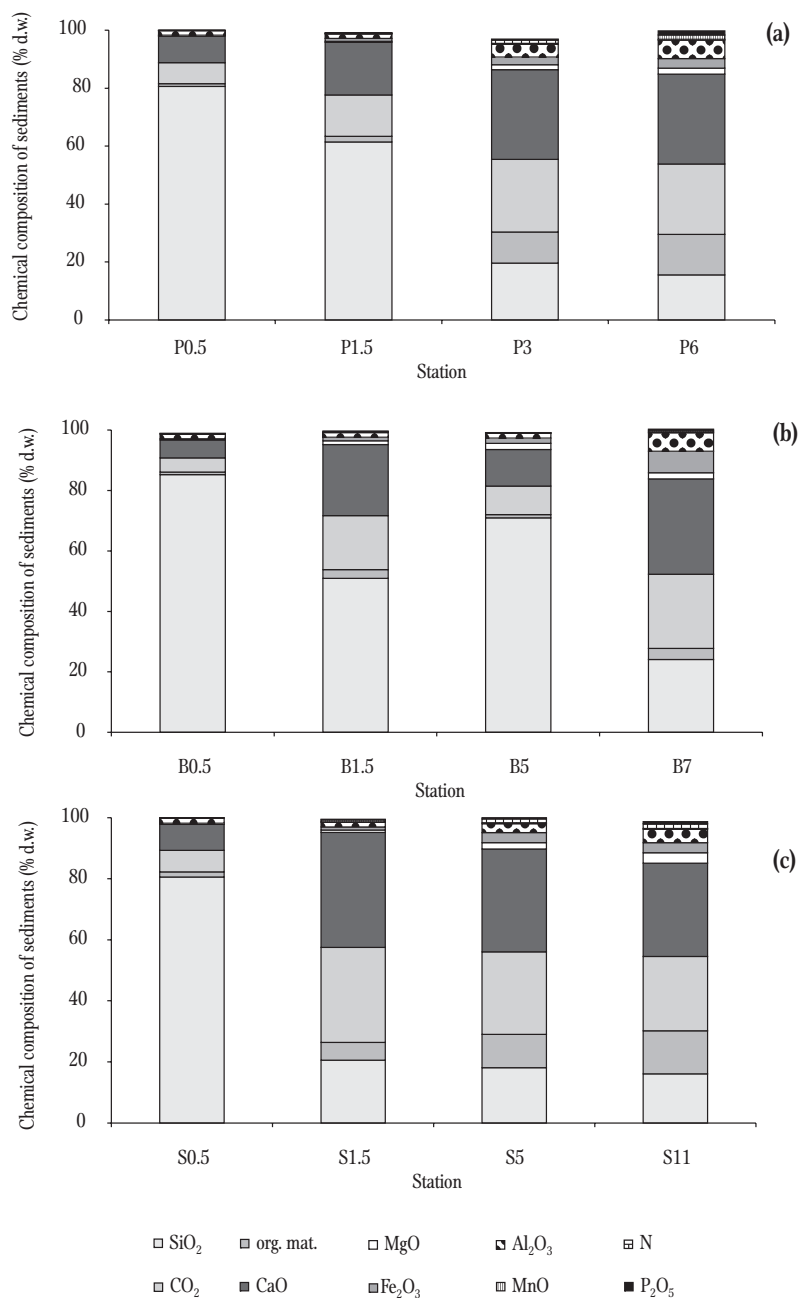 (a)
Chemical composition of sediments (% d.w.)
100
80
60
40
20
0
P0.5 P1.5 P3 P6
Station
(b)
Chemical composition of sediments (% d.w.)
100
80
60
40
20
0
B0.5 B1.5 B5 B7
Station
(c)
Chemical composition of sediments (% d.w.)
100
80
60
40
20
0
S0.5 S1.5 S5 S11
Station
SiO₂ org. mat. MgO Al₂O₃ N
CO₂ CaO Fe₂O₃ MnO P₂O₅